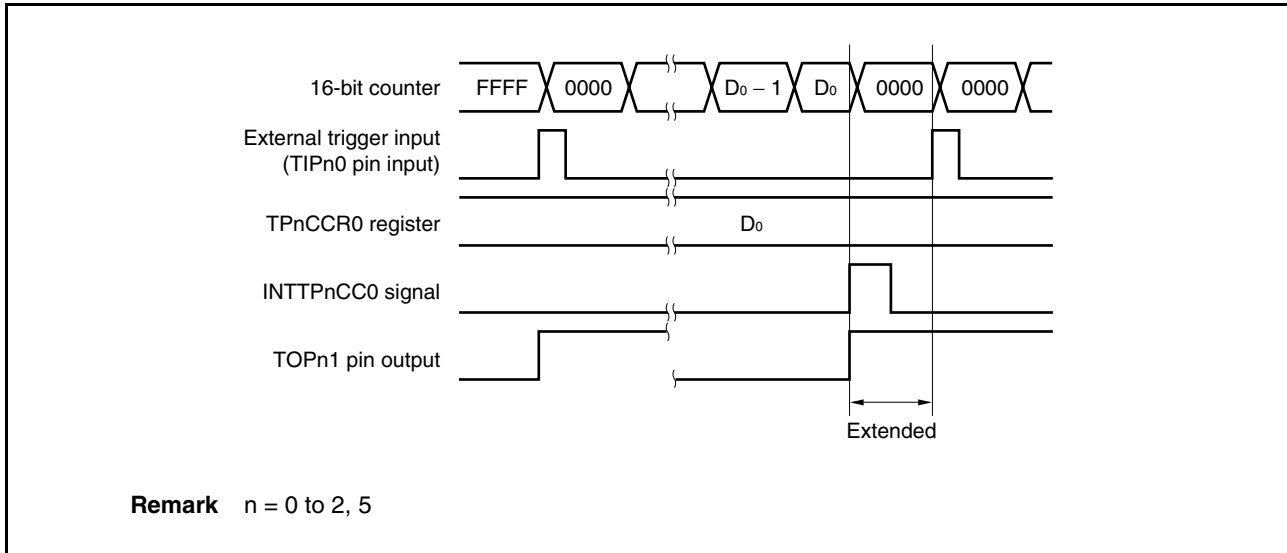 16-bit counter FFFF 0000 D₀ − 1 D₀ 0000 0000
External trigger input
(TIPn0 pin input)
TPnCCR0 register D₀
INTTPnCC0 signal
TOPn1 pin output
Extended
Remark n = 0 to 2, 5